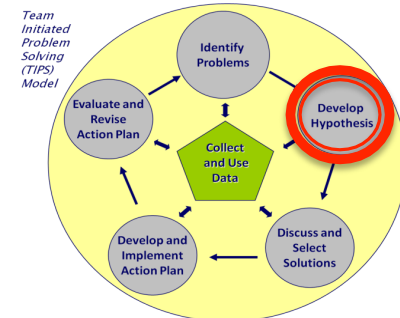 Team
Initiated
Problem
Solving
(TIPS)
Model
Identify
Problems
Develop
Hypothesis
Discuss and
Select
Solutions
Develop and
Implement
Action Plan
Evaluate and
Revise
Action Plan
Collect
and Use
Data